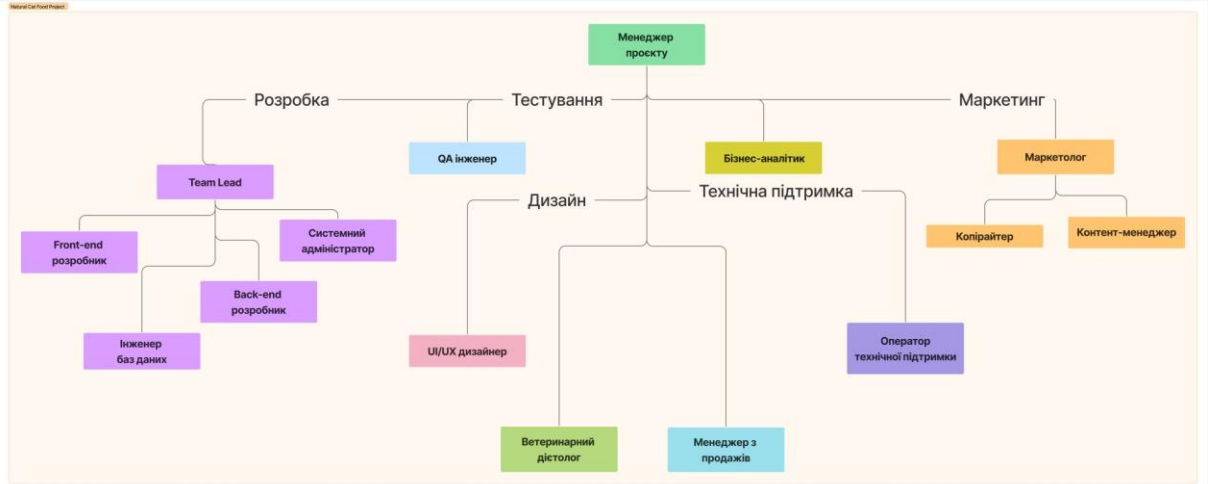 Natural Cat Food Project
Менеджер
проєкту
Розробка
Тестування
Маркетинг
QA інженер
Бізнес-аналітик
Маркетолог
Team Lead
Дизайн
Технічна підтримка
Front-end
розробник
Системний
адміністратор
Копірайтер
Контент-менеджер
Back-end
розробник
Інженер
баз даних
UI/UX дизайнер
Оператор
технічної підтримки
Ветеринарний
дієтолог
Менеджер з
продажів